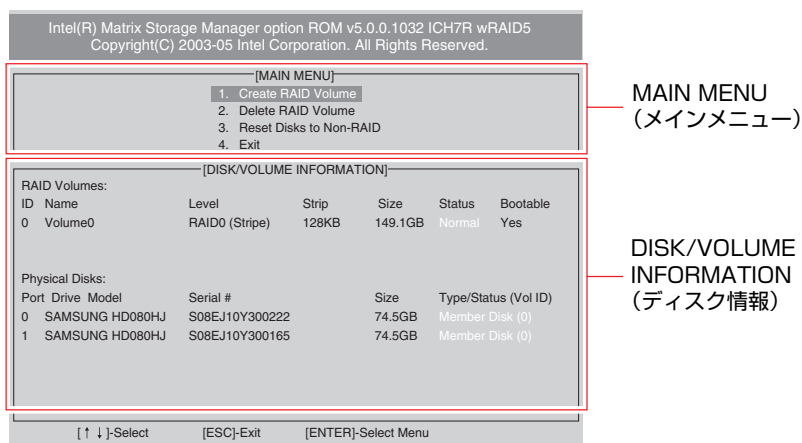 Intel(R) Matrix Storage Manager option ROM v5.0.0.1032 ICH7R wRAID5
Copyright(C) 2003-05 Intel Corporation. All Rights Reserved.
[MAIN MENU]
1. Create RAID Volume
2. Delete RAID Volume
3. Reset Disks to Non-RAID
4. Exit
MAIN MENU
（メインメニュー）
[DISK/VOLUME INFORMATION]
RAID Volumes:
ID Name Level Strip Size Status Bootable
0 Volume0 RAID0 (Stripe) 128KB 149.1GB Normal Yes
Physical Disks:
Port Drive Model Serial # Size Type/Status (Vol ID)
0 SAMSUNG HD080HJ S08EJ10Y300222 74.5GB Member Disk (0)
1 SAMSUNG HD080HJ S08EJ10Y300165 74.5GB Member Disk (0)
DISK/VOLUME
INFORMATION
（ディスク情報）
[↑↓]-Select [ESC]-Exit [ENTER]-Select Menu